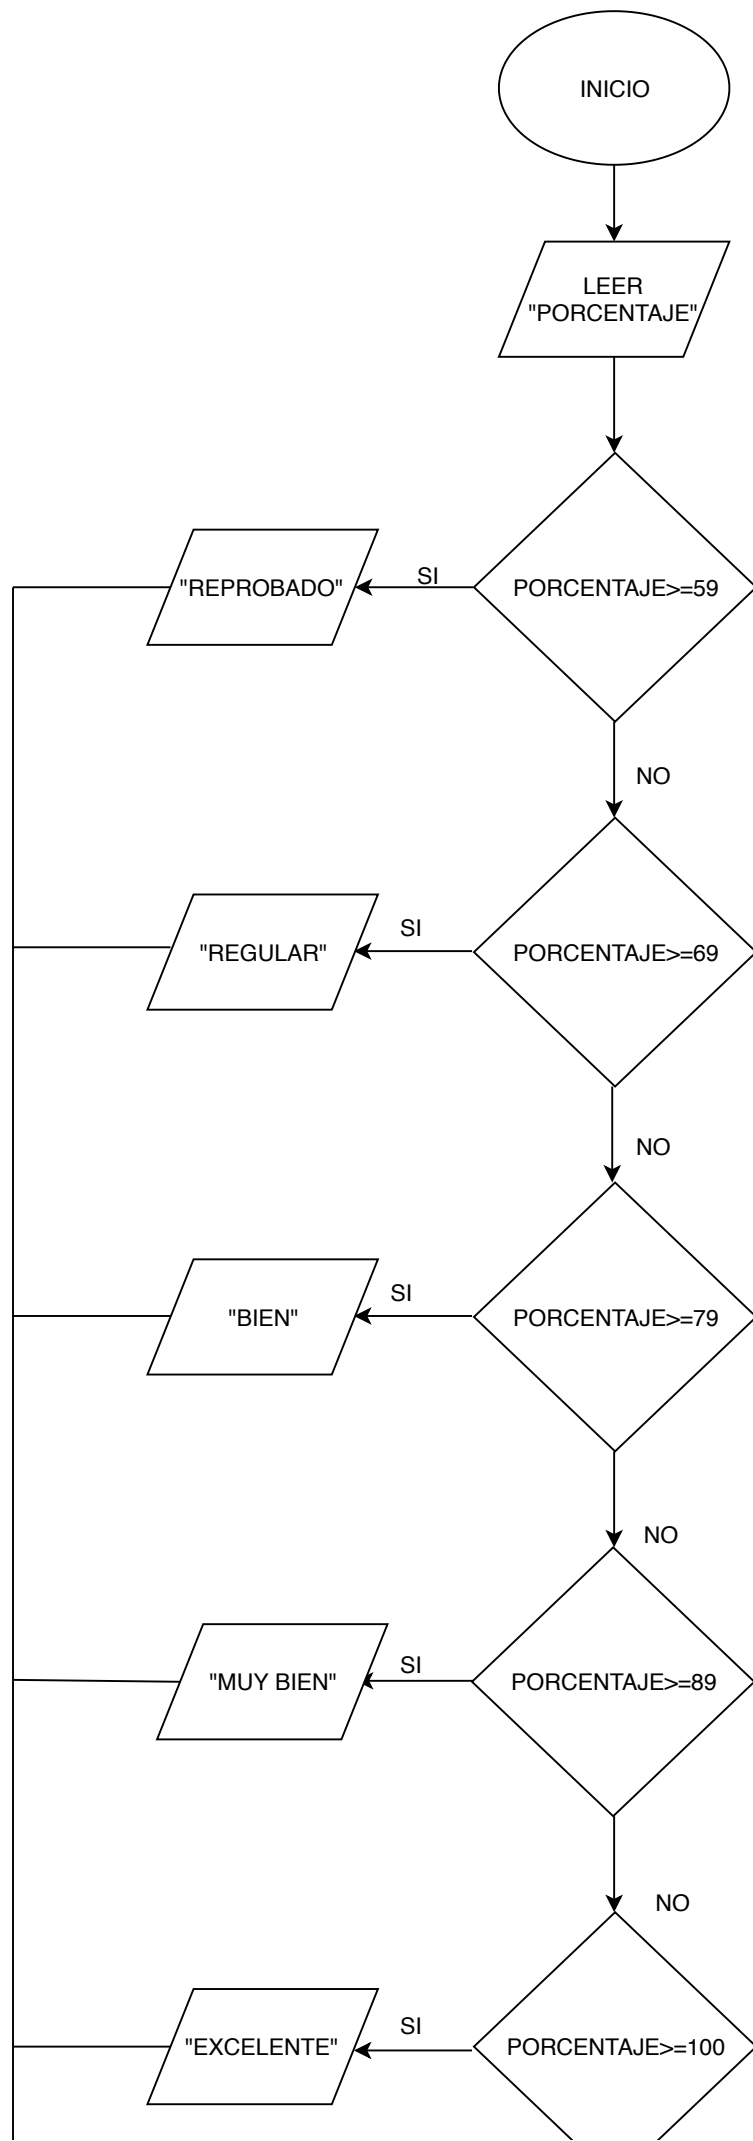 INICIO
LEER
"PORCENTAJE"
"REPROBADO"
SI
PORCENTAJE>=59
NO
"REGULAR"
SI
PORCENTAJE>=69
NO
"BIEN"
SI
PORCENTAJE>=79
NO
"MUY BIEN"
SI
PORCENTAJE>=89
NO
"EXCELENTE"
SI
PORCENTAJE>=100